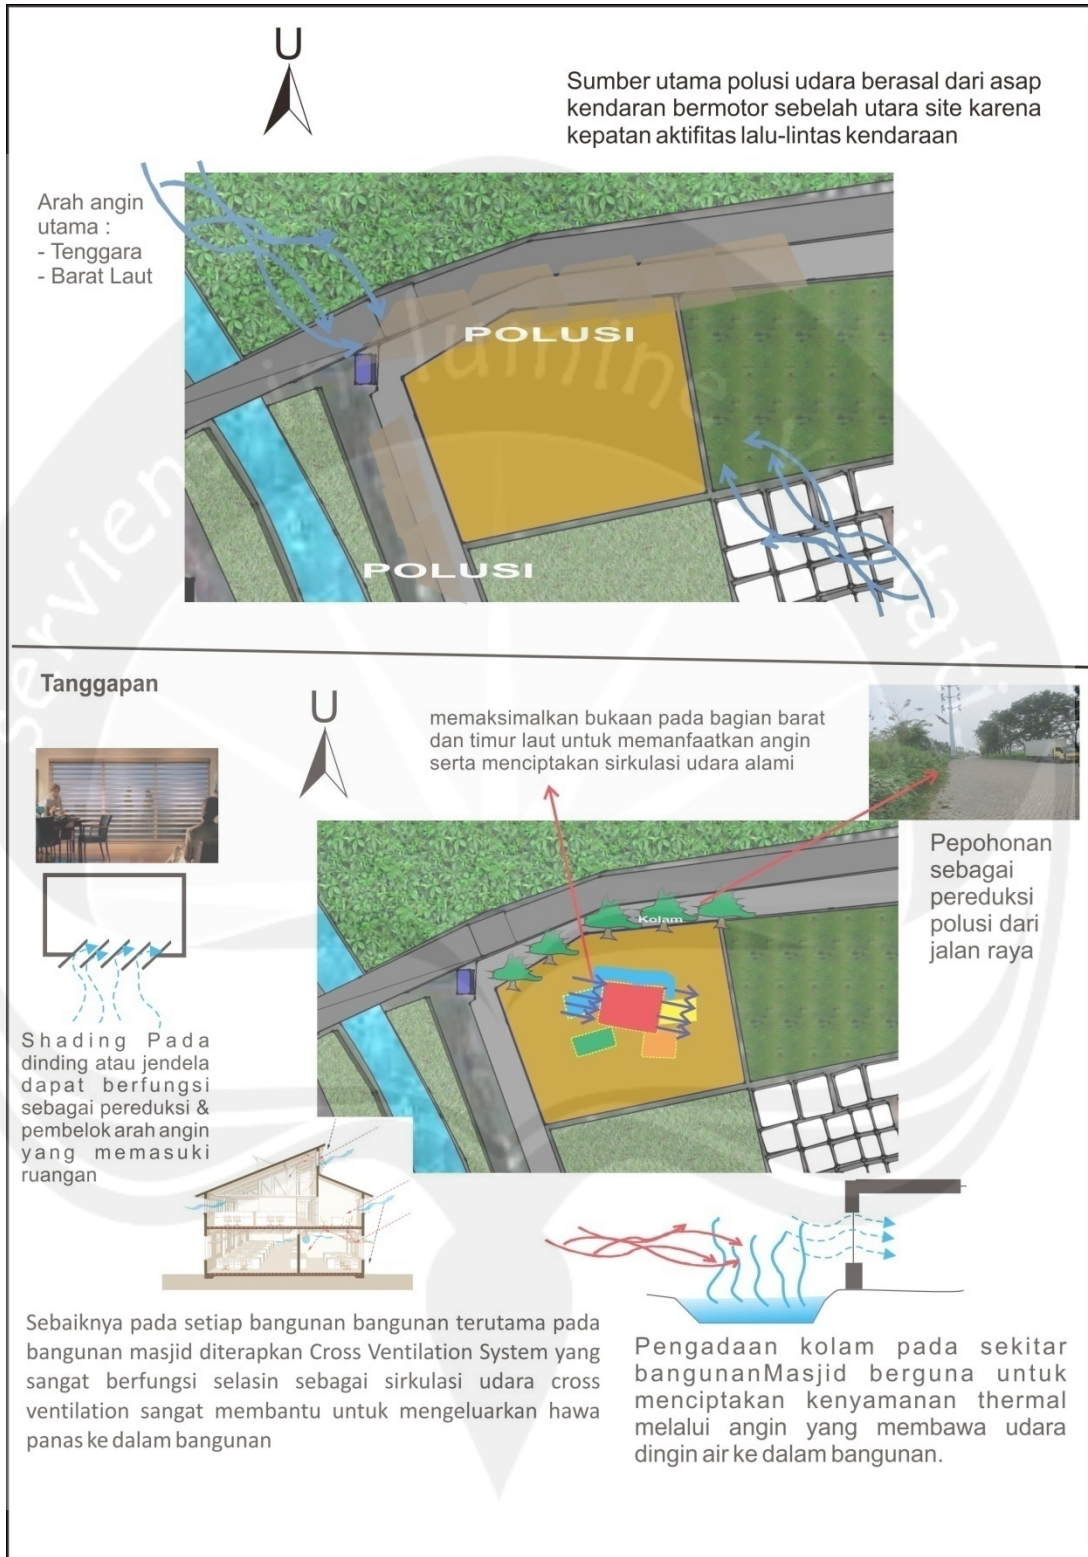 U
Sumber utama polusi udara berasal dari asap
kendaran bermotor sebelah utara site karena
kepatan aktifitas lalu-lintas kendaraan
Arah angin
utama :
- Tenggara
- Barat Laut
POLUSI
POLUSI
serviens in lumine veritatis
Tanggapan
U
memaksimalkan bukaan pada bagian barat
dan timur laut untuk memanfaatkan angin
serta menciptakan sirkulasi udara alami
Pepohonan
sebagai
pereduksi
polusi dari
jalan raya
Kolam
Shading Pada
dinding atau jendela
dapat berfungsi
sebagai pereduksi &
pembelok arah angin
yang memasuki
ruangan
Sebaiknya pada setiap bangunan bangunan terutama pada
bangunan masjid diterapkan Cross Ventilation System yang
sangat berfungsi selasin sebagai sirkulasi udara cross
ventilation sangat membantu untuk mengeluarkan hawa
panas ke dalam bangunan
Pengadaan kolam pada sekitar
bangunanMasjid berguna untuk
menciptakan kenyamanan thermal
melalui angin yang membawa udara
dingin air ke dalam bangunan.